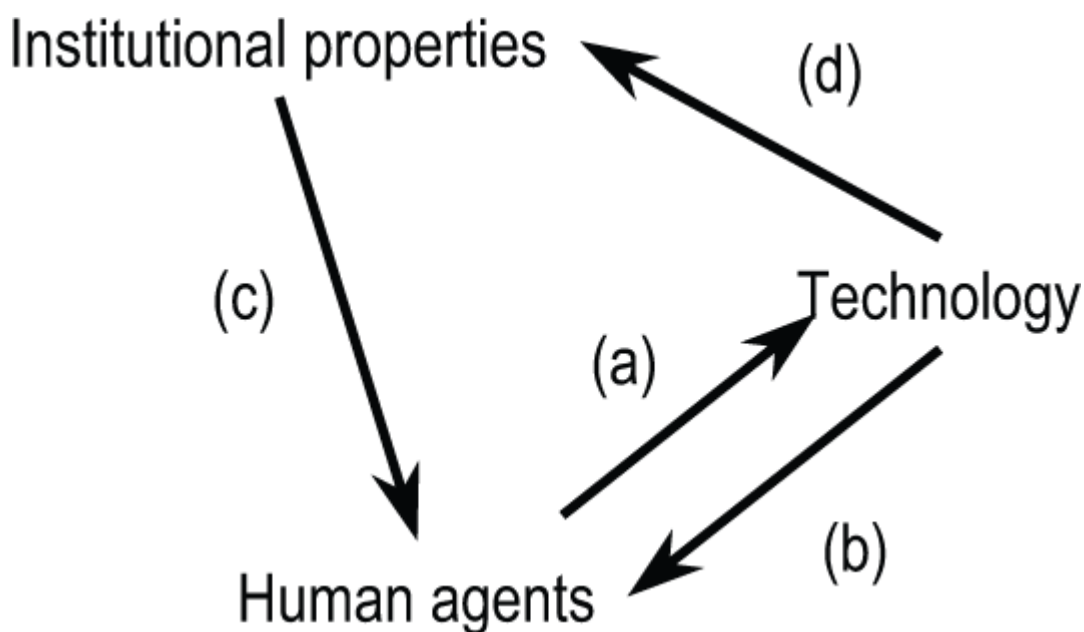 Institutional properties
(d)
(c)
Technology
(a)
(b)
Human agents